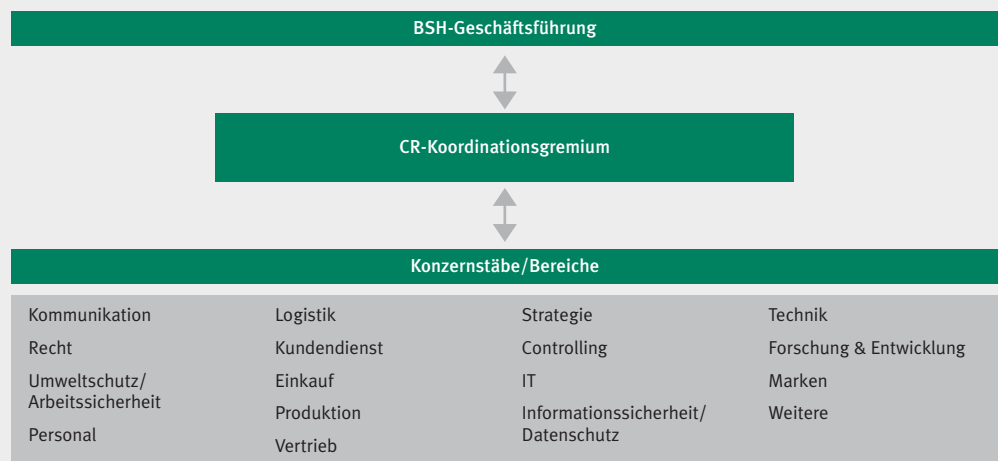 BSH-Geschäftsführung
CR-Koordinationsgremium
Konzernstäbe/Bereiche
Kommunikation
Recht
Umweltschutz/
Arbeitssicherheit
Personal
Logistik
Kundendienst
Einkauf
Produktion
Vertrieb
Strategie
Controlling
IT
Informationssicherheit/
Datenschutz
Technik
Forschung & Entwicklung
Marken
Weitere